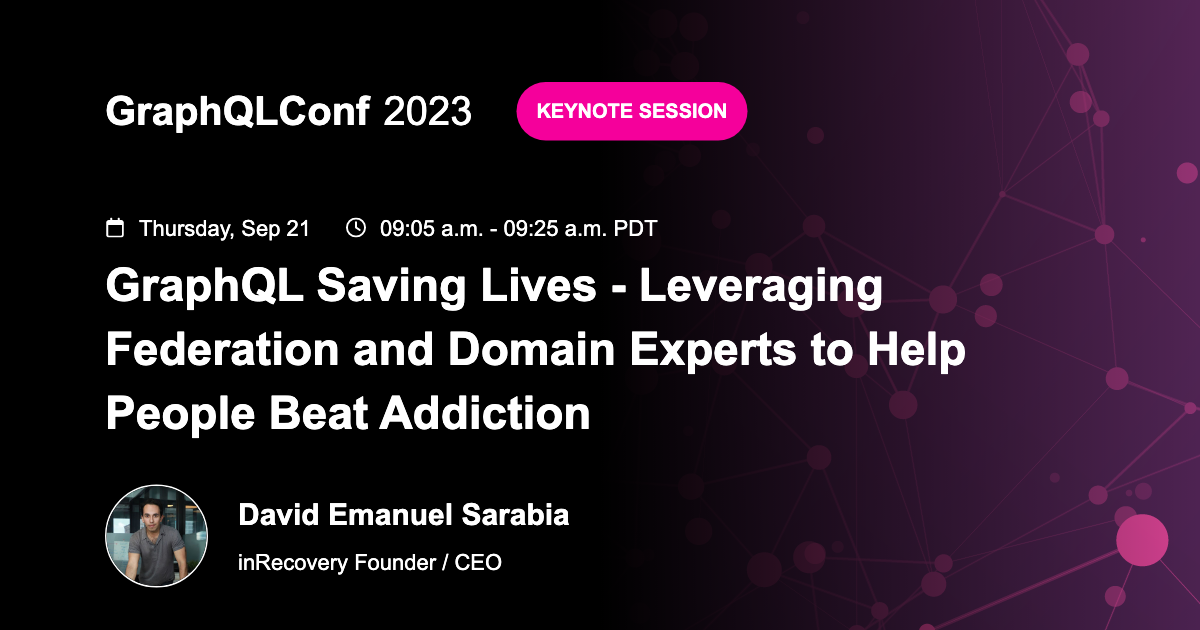 GraphQLConf 2023
KEYNOTE SESSION
Thursday, Sep 21
09:05 a.m. - 09:25 a.m. PDT
GraphQL Saving Lives - Leveraging
Federation and Domain Experts to Help
People Beat Addiction
David Emanuel Sarabia
inRecovery Founder / CEO